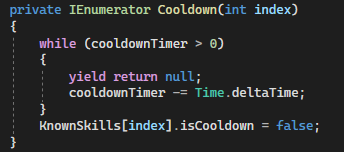 private IEnumerator Cooldown(int index)
{
    while (cooldownTimer > 0)
    {
        yield return null;
        cooldownTimer -= Time.deltaTime;
    }
    KnownSkills[index].isCooldown = false;
}